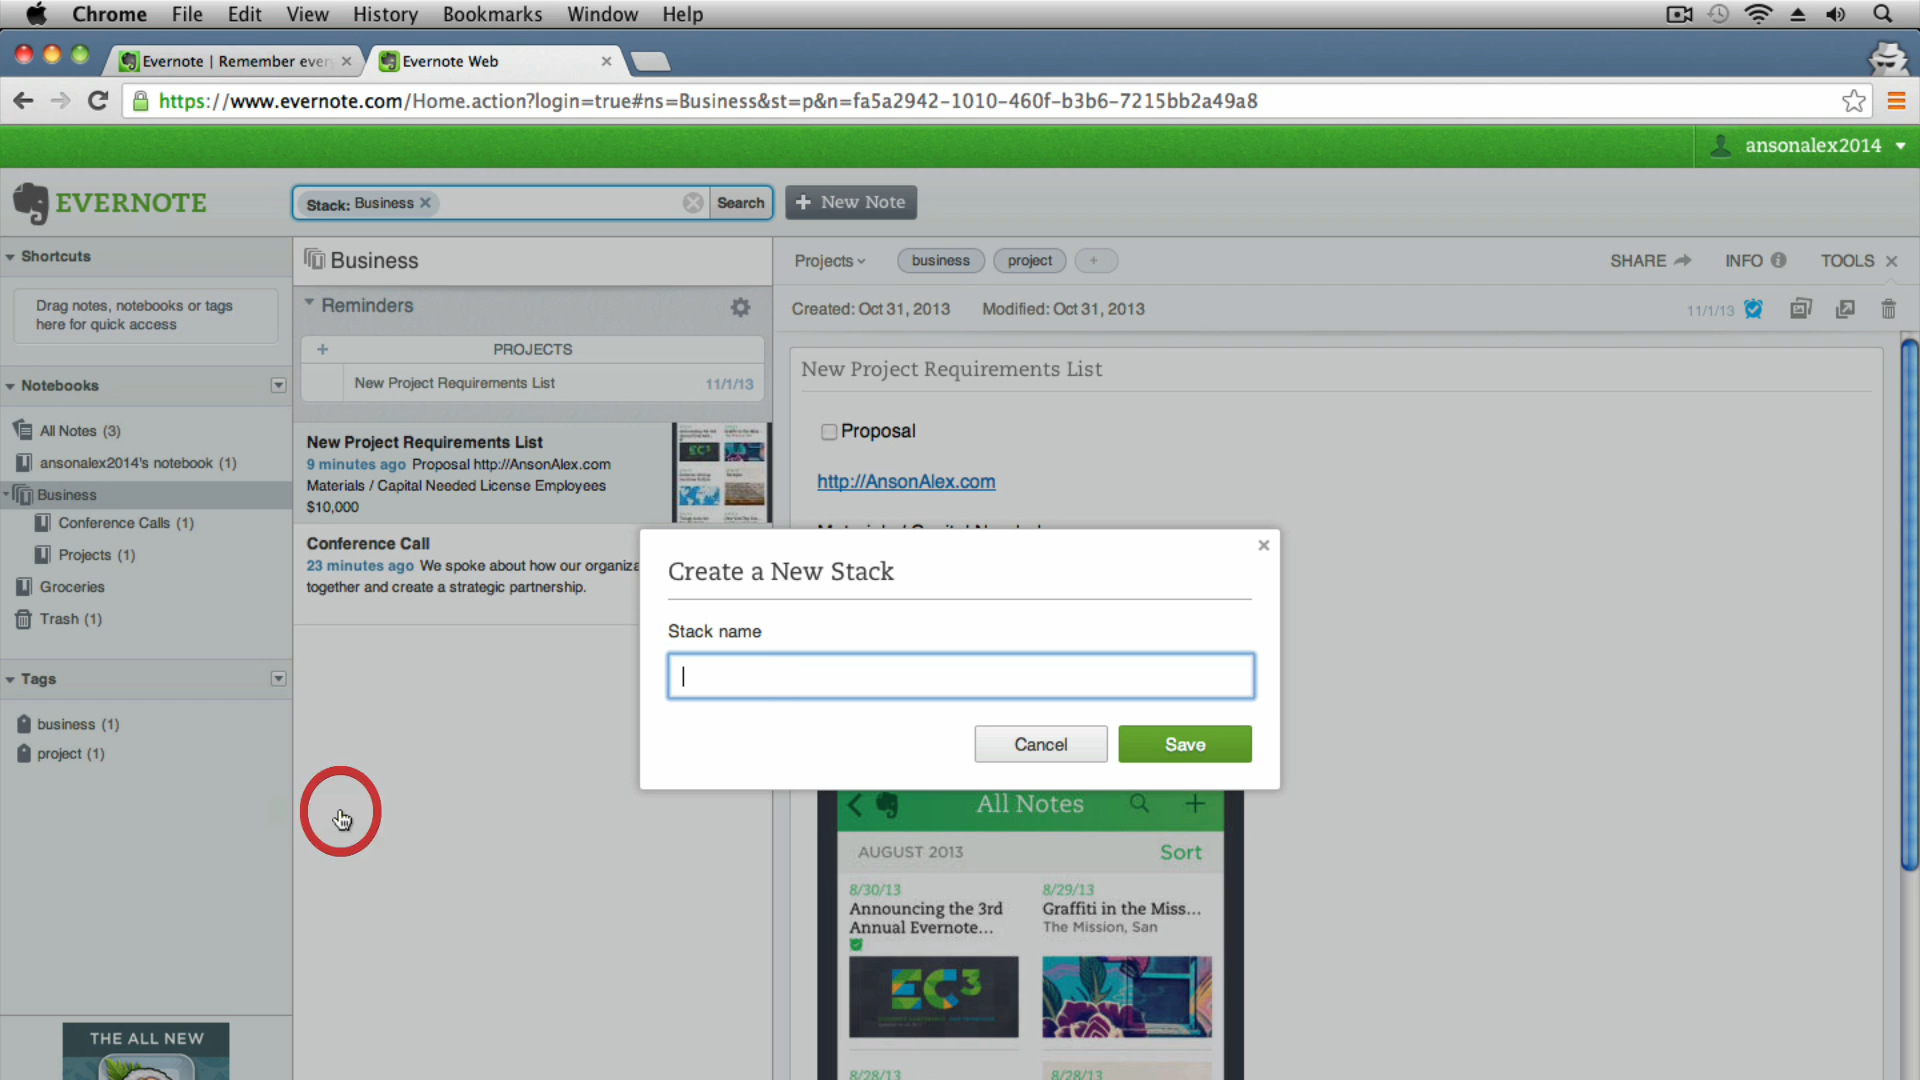 Chrome File Edit View History Bookmarks Window Help
Evernote | Remember ever
Evernote Web
https://www.evernote.com/Home.action?login=true#ns=Business&st=p&n=fa5a2942-1010-460f-b3b6-7215bb2a49a8
ansonalex2014
EVERNOTE
Stack: Business
Search
+ New Note
Shortcuts
Drag notes, notebooks or tags
here for quick access
Notebooks
All Notes (3)
ansonalex2014's notebook (1)
Business
Conference Calls (1)
Projects (1)
Groceries
Trash (1)
Tags
business (1)
project (1)
THE ALL NEW
Business
Reminders
+ PROJECTS
New Project Requirements List 11/1/13
New Project Requirements List
9 minutes ago Proposal http://AnsonAlex.com
Materials / Capital Needed License Employees
$10,000
Conference Call
23 minutes ago We spoke about how our organiza
together and create a strategic partnership.
Projects business project +
SHARE INFO TOOLS
Created: Oct 31, 2013 Modified: Oct 31, 2013
11/1/13
New Project Requirements List
Proposal
http://AnsonAlex.com
Create a New Stack
Stack name
Cancel
Save
All Notes
AUGUST 2013 Sort
8/30/13
Announcing the 3rd
Annual Evernote...
EC3
8/29/13
Graffiti in the Miss...
The Mission, San
8/28/13
8/28/13